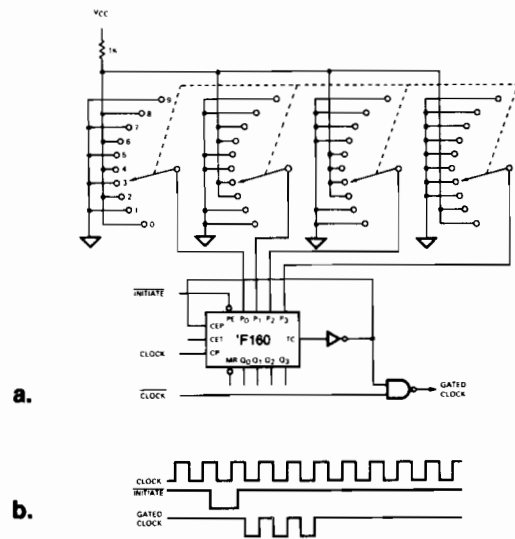 VCC
1K
9
8
7
6
5
4
3
2
1
0
INITIATE
PE P0 P1 P2 P3
CEP
CET 'F160 TC
CLOCK CP
MR Q0 Q1 Q2 Q3
CLOCK
GATED
CLOCK
a.
CLOCK
INITIATE
GATED
CLOCK
b.